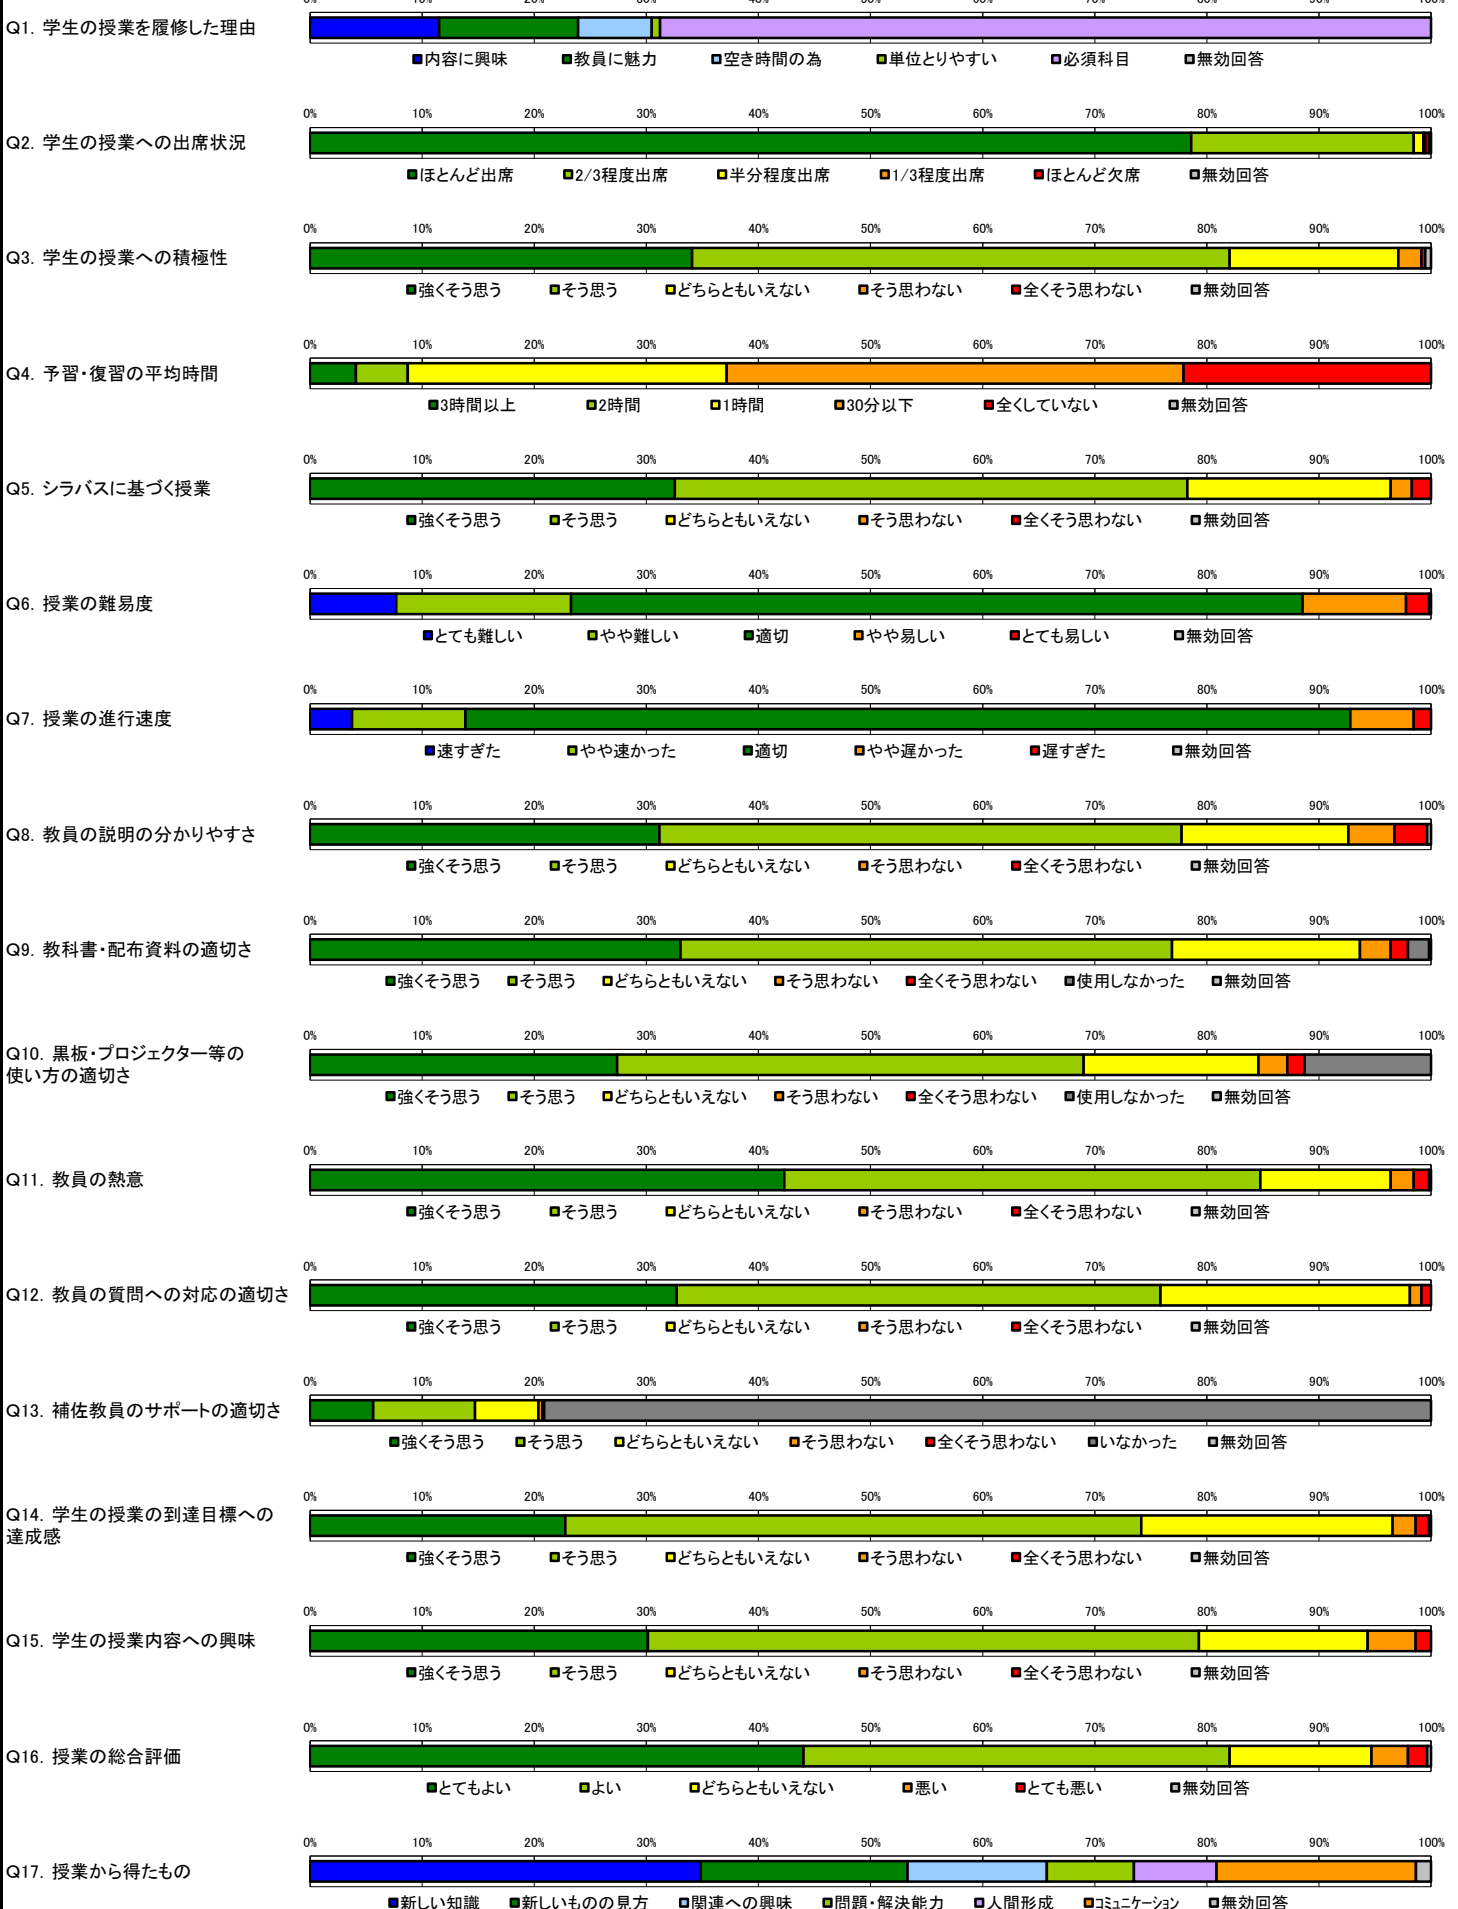 0% 10% 20% 30% 40% 50% 60% 70% 80% 90% 100%
Q1. 学生の授業を履修した理由
内容に興味 教員に魅力 空き時間の為 単位とりやすい 必須科目 無効回答
0% 10% 20% 30% 40% 50% 60% 70% 80% 90% 100%
Q2. 学生の授業への出席状況
ほとんど出席 2/3程度出席 半分程度出席 1/3程度出席 ほとんど欠席 無効回答
0% 10% 20% 30% 40% 50% 60% 70% 80% 90% 100%
Q3. 学生の授業への積極性
強くそう思う そう思う どちらともいえない そう思わない 全くそう思わない 無効回答
0% 10% 20% 30% 40% 50% 60% 70% 80% 90% 100%
Q4. 予習・復習の平均時間
3時間以上 2時間 1時間 30分以下 全くしていない 無効回答
0% 10% 20% 30% 40% 50% 60% 70% 80% 90% 100%
Q5. シラバスに基づく授業
強くそう思う そう思う どちらともいえない そう思わない 全くそう思わない 無効回答
0% 10% 20% 30% 40% 50% 60% 70% 80% 90% 100%
Q6. 授業の難易度
とても難しい やや難しい 適切 やや易しい とても易しい 無効回答
0% 10% 20% 30% 40% 50% 60% 70% 80% 90% 100%
Q7. 授業の進行速度
速すぎた やや速かった 適切 やや遅かった 遅すぎた 無効回答
0% 10% 20% 30% 40% 50% 60% 70% 80% 90% 100%
Q8. 教員の説明の分かりやすさ
強くそう思う そう思う どちらともいえない そう思わない 全くそう思わない 無効回答
0% 10% 20% 30% 40% 50% 60% 70% 80% 90% 100%
Q9. 教科書・配布資料の適切さ
強くそう思う そう思う どちらともいえない そう思わない 全くそう思わない 使用しなかった 無効回答
0% 10% 20% 30% 40% 50% 60% 70% 80% 90% 100%
Q10. 黒板・プロジェクター等の
使い方の適切さ
強くそう思う そう思う どちらともいえない そう思わない 全くそう思わない 使用しなかった 無効回答
0% 10% 20% 30% 40% 50% 60% 70% 80% 90% 100%
Q11. 教員の熱意
強くそう思う そう思う どちらともいえない そう思わない 全くそう思わない 無効回答
0% 10% 20% 30% 40% 50% 60% 70% 80% 90% 100%
Q12. 教員の質問への対応の適切さ
強くそう思う そう思う どちらともいえない そう思わない 全くそう思わない 無効回答
0% 10% 20% 30% 40% 50% 60% 70% 80% 90% 100%
Q13. 補佐教員のサポートの適切さ
強くそう思う そう思う どちらともいえない そう思わない 全くそう思わない いなかった 無効回答
0% 10% 20% 30% 40% 50% 60% 70% 80% 90% 100%
Q14. 学生の授業の到達目標への
達成感
強くそう思う そう思う どちらともいえない そう思わない 全くそう思わない 無効回答
0% 10% 20% 30% 40% 50% 60% 70% 80% 90% 100%
Q15. 学生の授業内容への興味
強くそう思う そう思う どちらともいえない そう思わない 全くそう思わない 無効回答
0% 10% 20% 30% 40% 50% 60% 70% 80% 90% 100%
Q16. 授業の総合評価
とてもよい よい どちらともいえない 悪い とても悪い 無効回答
0% 10% 20% 30% 40% 50% 60% 70% 80% 90% 100%
Q17. 授業から得たもの
新しい知識 新しいものの見方 関連への興味 問題・解決能力 人間形成 ｺﾐｭﾆｹｰｼｮﾝ 無効回答